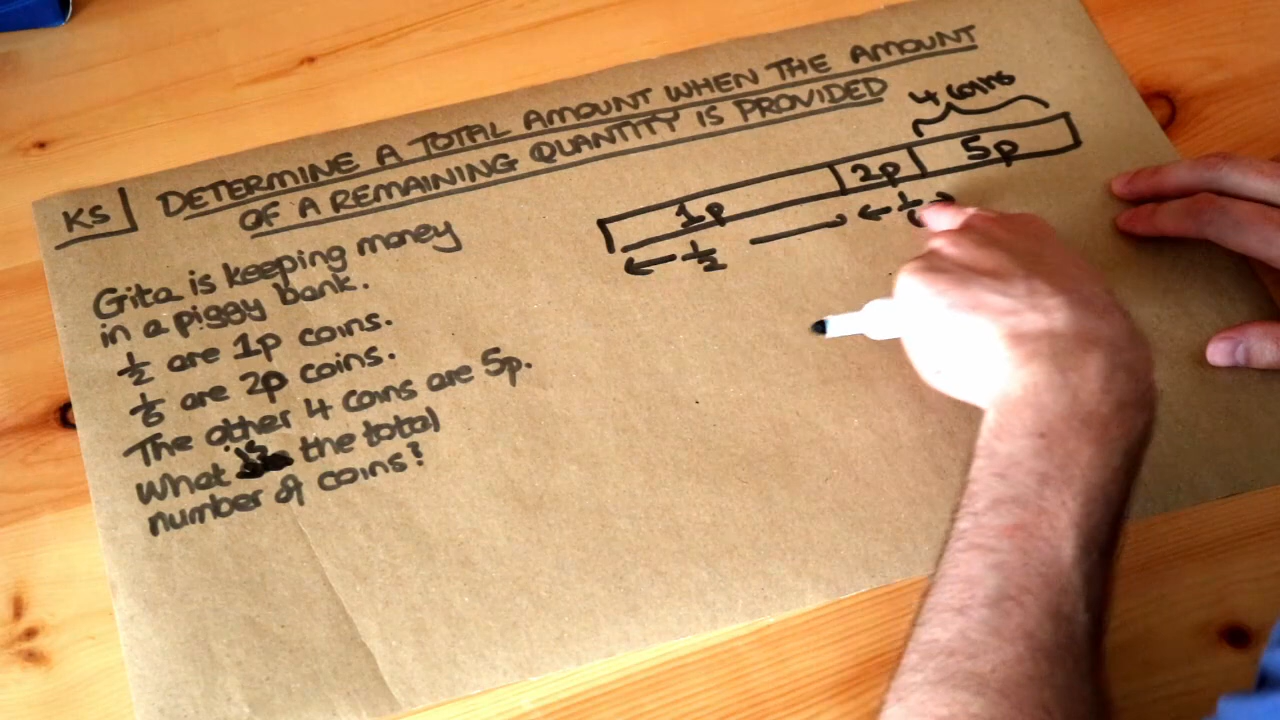 KS
DETERMINE A TOTAL AMOUNT WHEN THE AMOUNT
OF A REMAINING QUANTITY IS PROVIDED
Gita is keeping money
in a piggy bank.
1/2 are 1p coins.
1/6 are 2p coins.
The other 4 coins are 5p.
What is the total
number of coins?
4 coins
1p 2p 5p
1/2